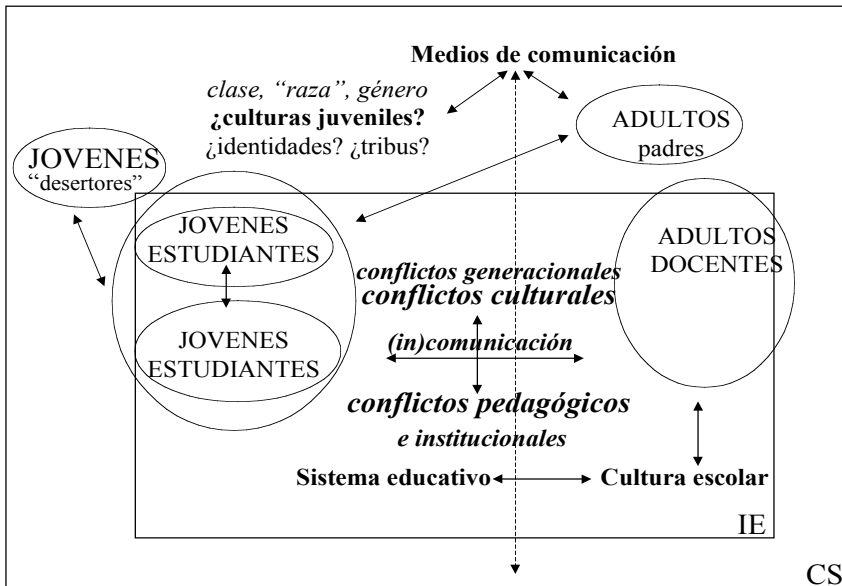 Medios de comunicación
clase, “raza”, género
¿culturas juveniles?
¿identidades? ¿tribus?
ADULTOS
padres
JOVENES
“desertores”
JOVENES
ESTUDIANTES
JOVENES
ESTUDIANTES
ADULTOS
DOCENTES
conflictos generacionales
conflictos culturales
(in)comunicación
conflictos pedagógicos
e institucionales
Sistema educativo
Cultura escolar
IE
CS